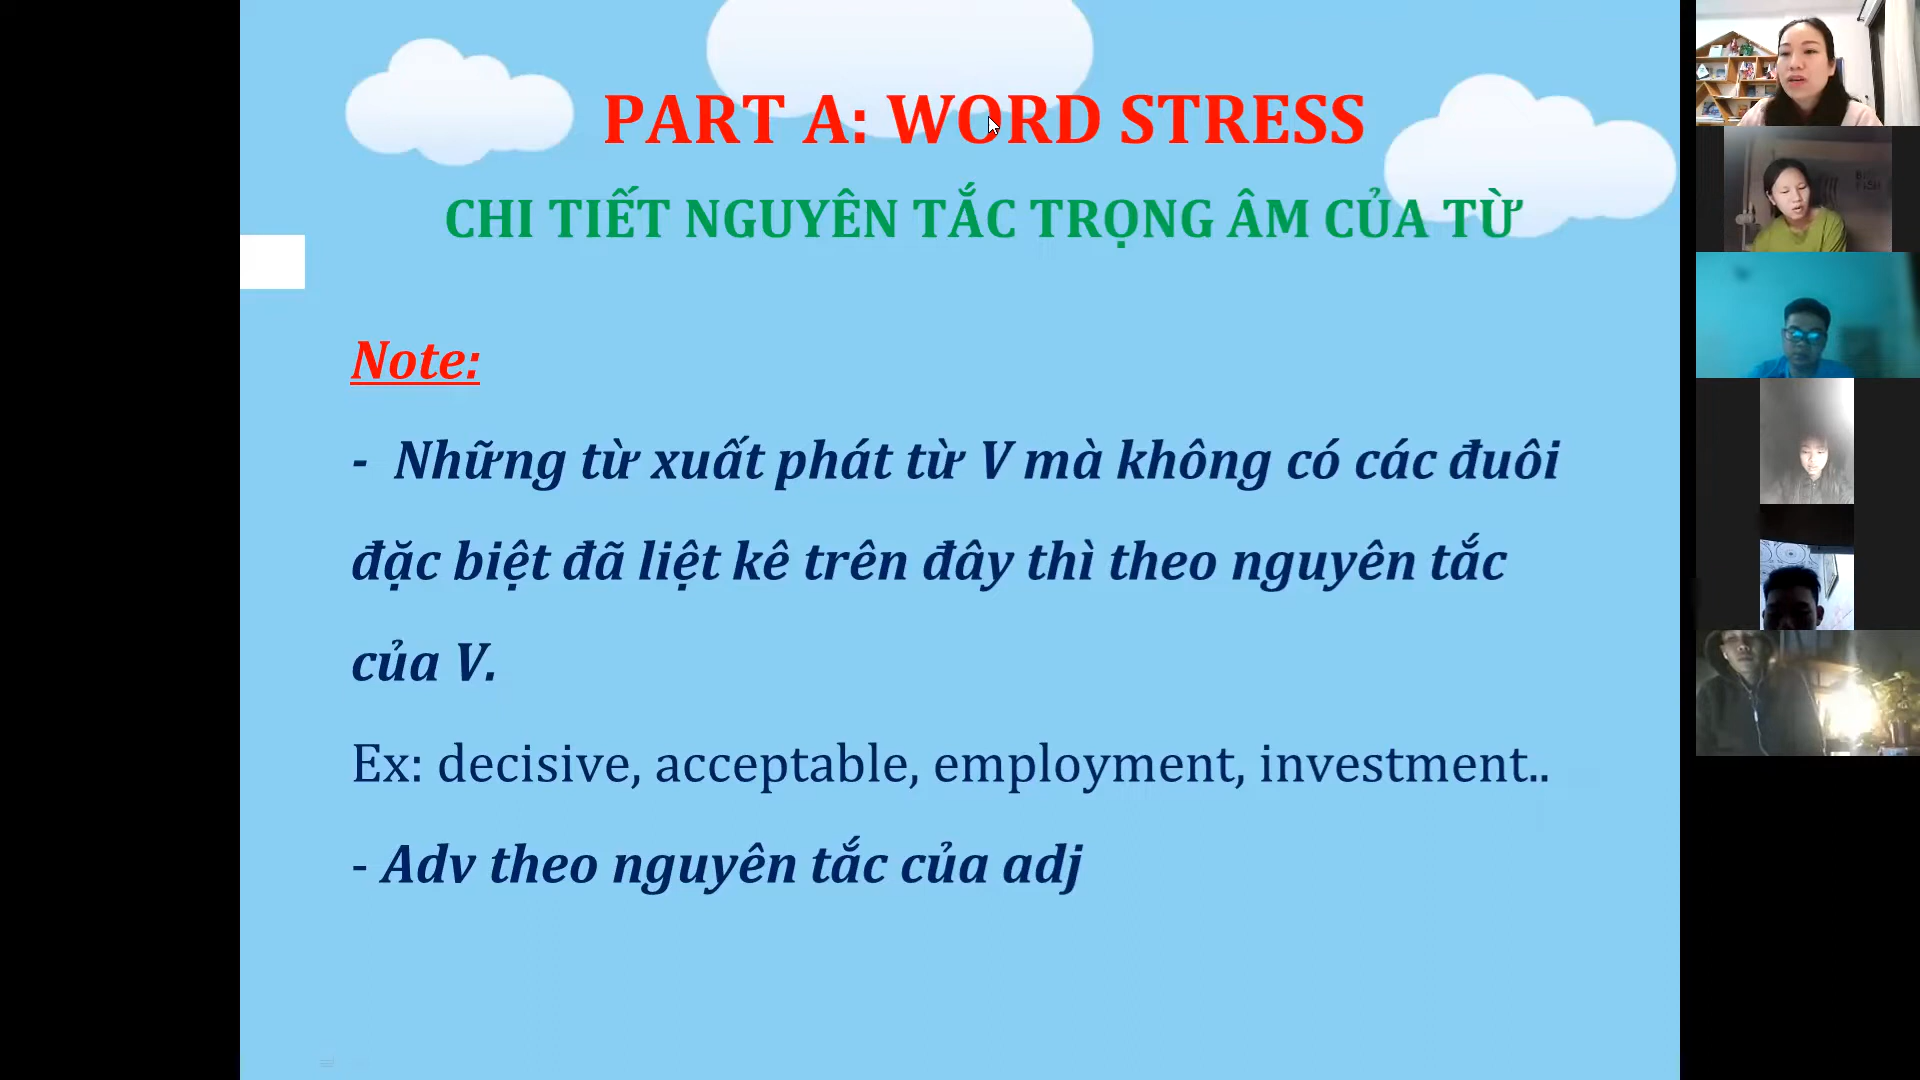 PART A: WORD STRESS
CHI TIẾT NGUYÊN TẮC TRỌNG ÂM CỦA TỪ
Note:
- Những từ xuất phát từ V mà không có các đuôi
đặc biệt đã liệt kê trên đây thì theo nguyên tắc
của V.
Ex: decisive, acceptable, employment, investment..
- Adv theo nguyên tắc của adj